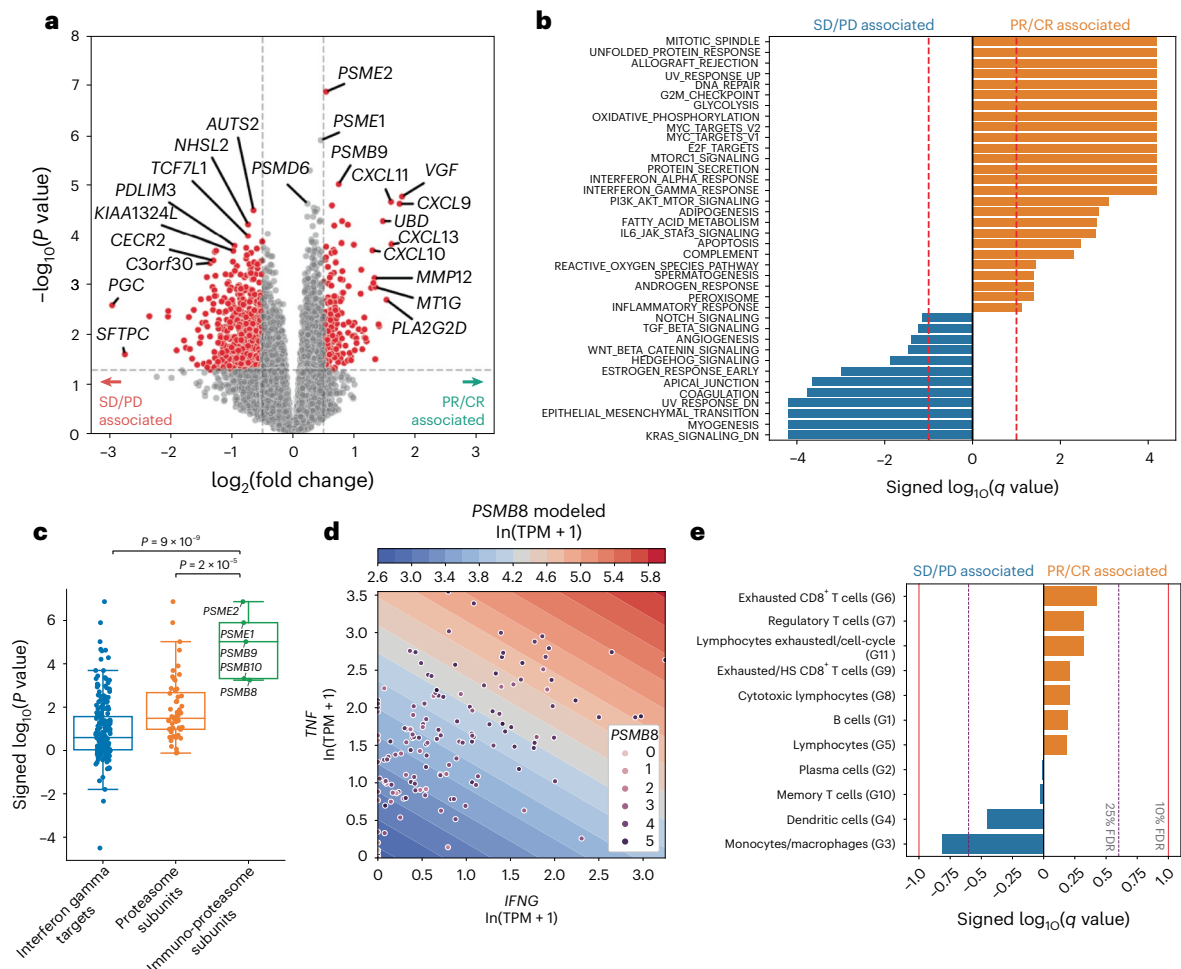 a
8
7
6
5
4
3
2
1
0
−log10(P value)
PSME2
PSME1
AUTS2
NHSL2
TCF7L1
PSMD6
PSMB9
CXCL11
VGF
PDLIM3
KIAA1324L
CECR2
C3orf30
PGC
SFTPC
CXCL9
UBD
CXCL13
CXCL10
MMP12
MT1G
PLA2G2D
SD/PD
associated
PR/CR
associated
−3 −2 −1 0 1 2 3
log2(fold change)
b
SD/PD associated
PR/CR associated
MITOTIC_SPINDLE
UNFOLDED_PROTEIN_RESPONSE
ALLOGRAFT_REJECTION
UV_RESPONSE_UP
DNA_REPAIR
G2M_CHECKPOINT
GLYCOLYSIS
OXIDATIVE_PHOSPHORYLATION
MYC_TARGETS_V2
MYC_TARGETS_V1
E2F_TARGETS
MTORC1_SIGNALING
PROTEIN_SECRETION
INTERFERON_ALPHA_RESPONSE
INTERFERON_GAMMA_RESPONSE
PI3K_AKT_MTOR_SIGNALING
ADIPOGENESIS
FATTY_ACID_METABOLISM
IL6_JAK_STAT3_SIGNALING
APOPTOSIS
COMPLEMENT
REACTIVE_OXYGEN_SPECIES_PATHWAY
SPERMATOGENESIS
ANDROGEN_RESPONSE
PEROXISOME
INFLAMMATORY_RESPONSE
NOTCH_SIGNALING
TGF_BETA_SIGNALING
ANGIOGENESIS
WNT_BETA_CATENIN_SIGNALING
HEDGEHOG_SIGNALING
ESTROGEN_RESPONSE_EARLY
APICAL_JUNCTION
COAGULATION
UV_RESPONSE_DN
EPITHELIAL_MESENCHYMAL_TRANSITION
MYOGENESIS
KRAS_SIGNALING_DN
−4 −2 0 2 4
Signed log10(q value)
c
P = 9 × 10−9
P = 2 × 10−5
6
4
2
0
−2
−4
Signed log10(P value)
PSME2
PSME1
PSMB9
PSMB10
PSMB8
Interferon gamma
targets
Proteasome
subunits
Immuno-proteasome
subunits
d
PSMB8 modeled
ln(TPM + 1)
2.6 3.0 3.4 3.8 4.2 4.6 5.0 5.4 5.8
3.5
3.0
2.5
2.0
1.5
1.0
0.5
0
TNF
ln(TPM + 1)
PSMB8
0
1
2
3
4
5
0 0.5 1.0 1.5 2.0 2.5 3.0
IFNG
ln(TPM + 1)
e
SD/PD associated
PR/CR associated
Exhausted CD8+ T cells (G6)
Regulatory T cells (G7)
Lymphocytes exhaustedl/cell-cycle
(G11 )
Exhausted/HS CD8+ T cells (G9)
Cytotoxic lymphocytes (G8)
B cells (G1)
Lymphocytes (G5)
Plasma cells (G2)
Memory T cells (G10)
Dendritic cells (G4)
Monocytes/macrophages (G3)
25% FDR
10% FDR
−1.0 −0.75 −0.5 −0.25 0 0.25 0.5 0.75 1.0
Signed log10(q value)